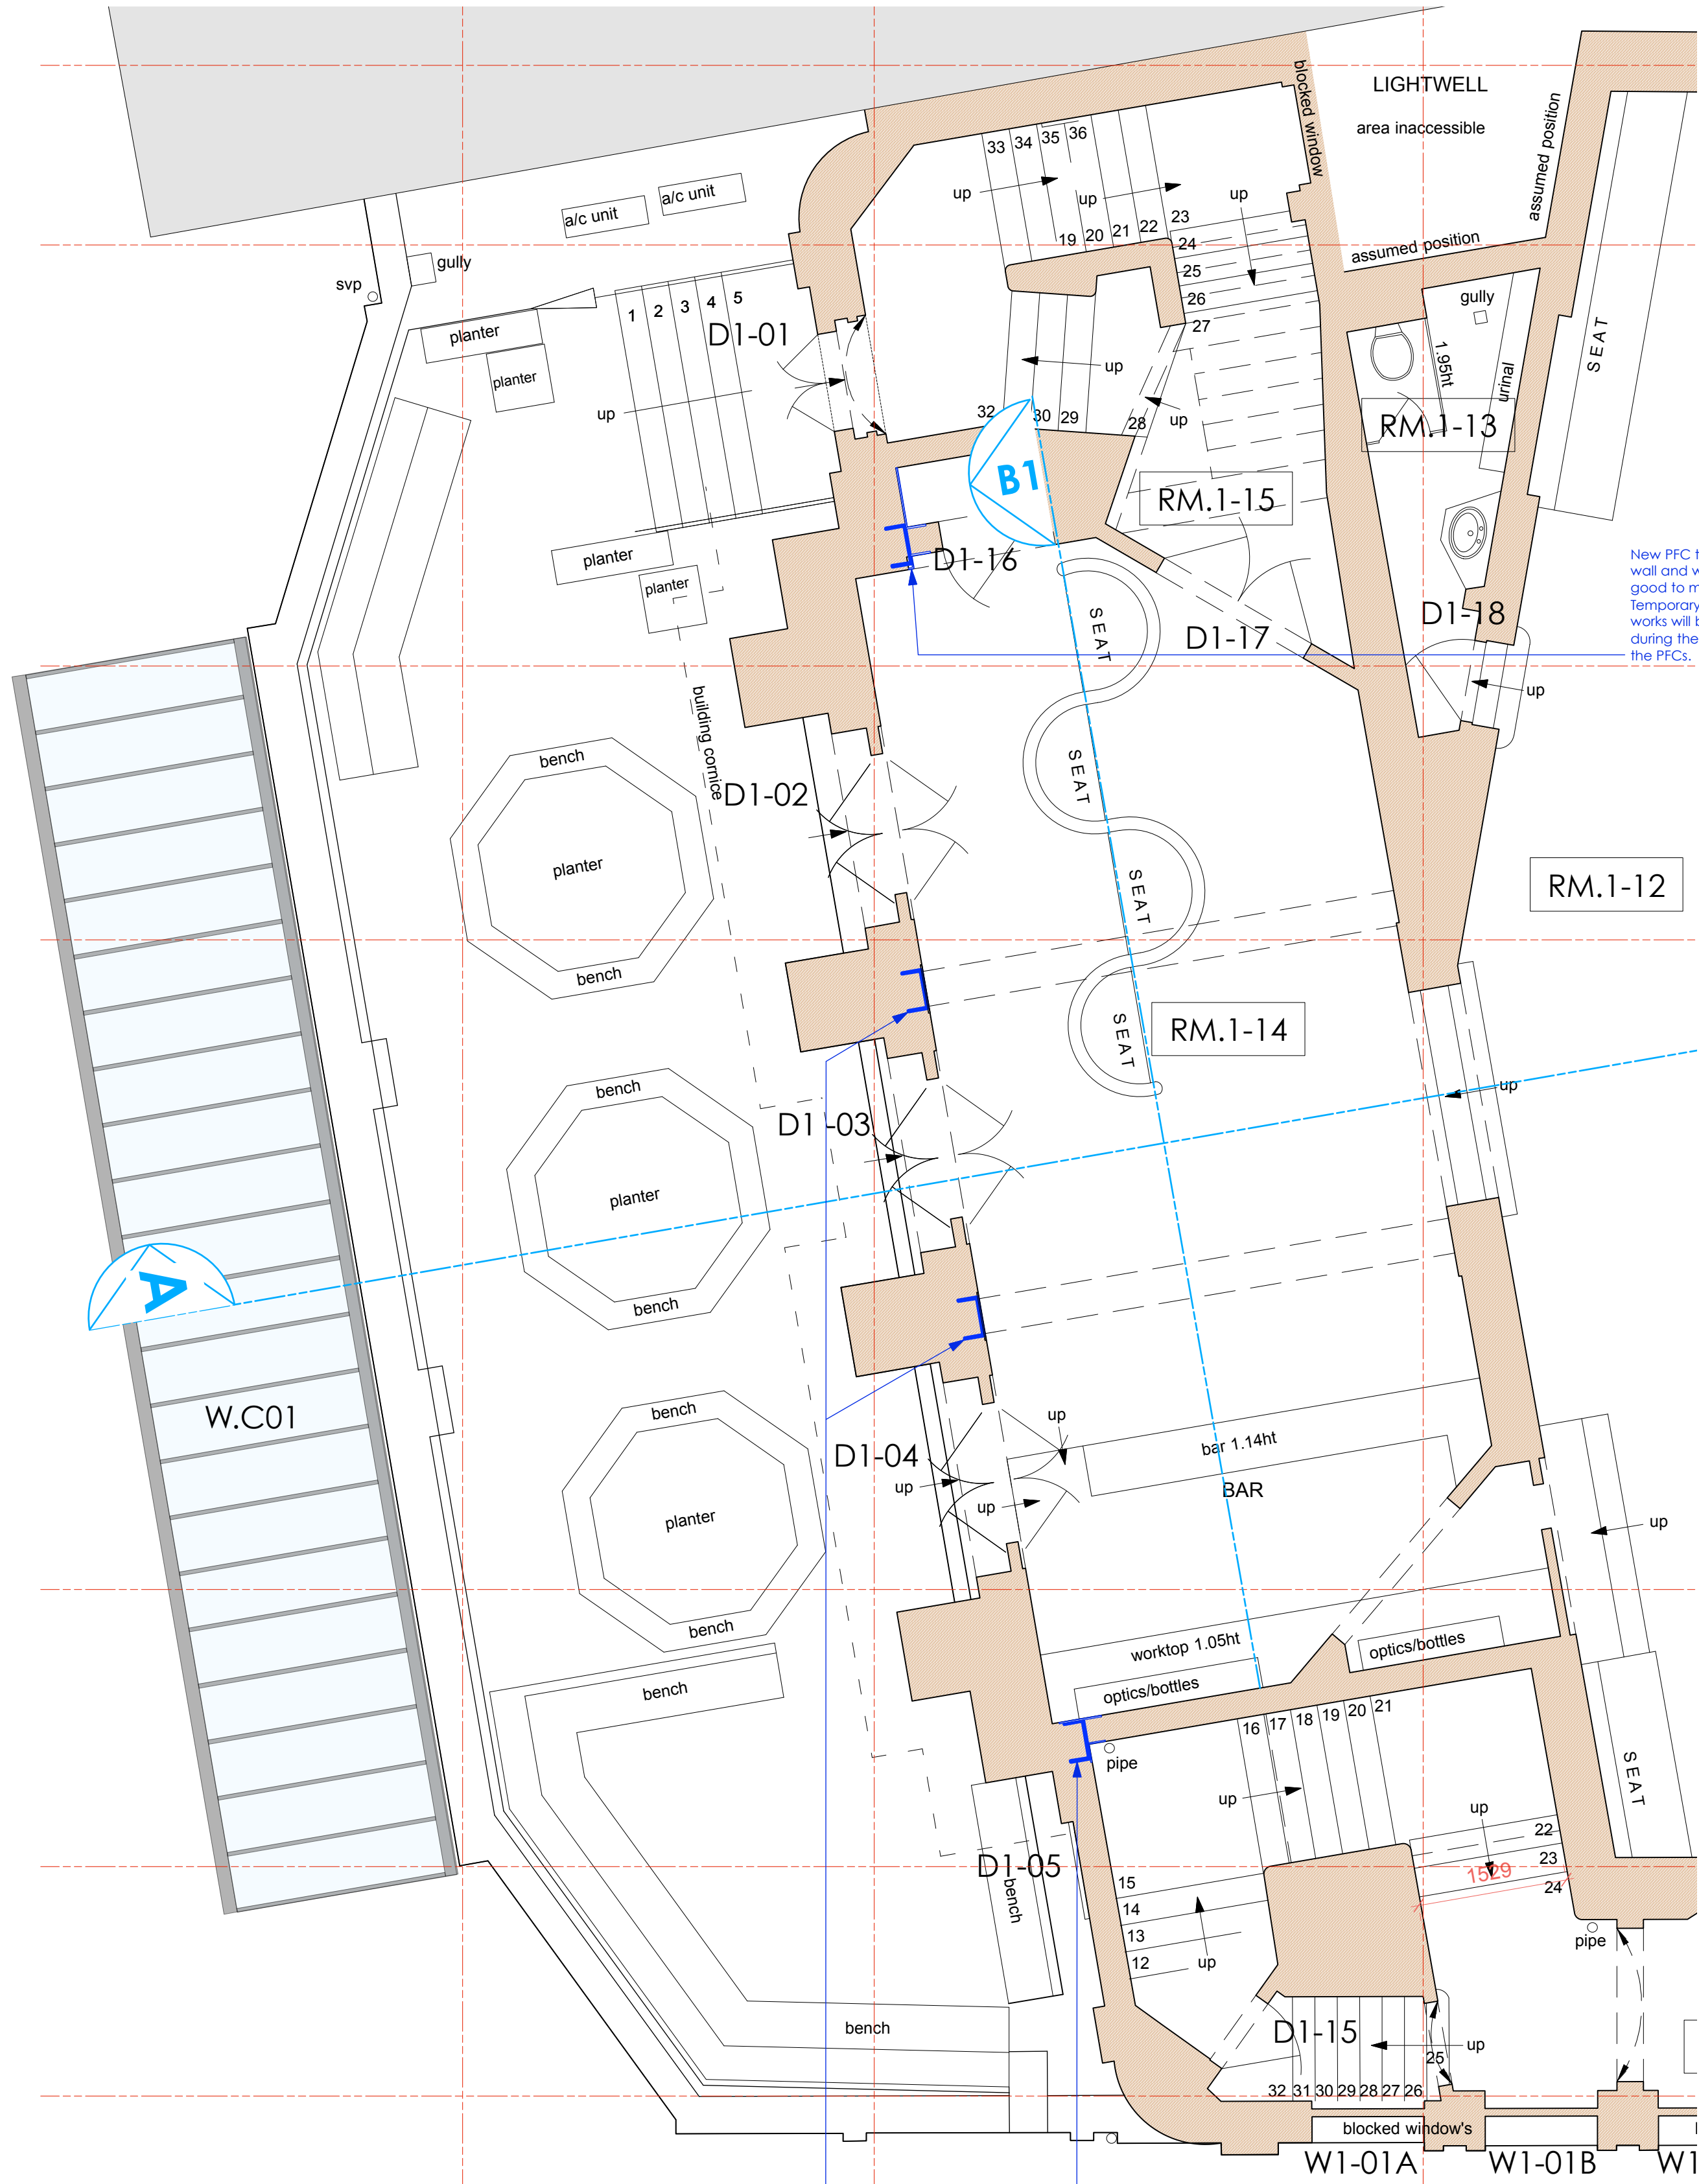 LIGHTWELL
area inaccessible
blocked window
assumed position
assumed position
33 34 35 36
up
up
up
19 20 21 22 23
24
25
26
27
a/c unit
a/c unit
gully
svp
planter
planter
1 2 3 4 5
D1-01
up
up
32 30 29 28
up
gully
1.95ht
urinal
SEAT
RM.1-13
B1
RM.1-15
planter
planter
D1-16
D1-17
D1-18
up
New PFC
wall and
good to
Temporary
works will
during the
the PFCs.
SEAT
building cornice
bench
planter
bench
D1-02
SEAT
SEAT
RM.1-12
SEAT
RM.1-14
up
bench
planter
bench
D1-03
A
W.C01
bench
planter
bench
D1-04
up
up
up
bar 1.14ht
BAR
up
worktop 1.05ht
optics/bottles
optics/bottles
bench
16 17 18 19 20 21
pipe
up
up
22
23
24
1529
SEAT
D1-05
bench
15
14
13
12
up
pipe
bench
D1-15
up
25
32 31 30 29 28 27 26
blocked window's
W1-01A
W1-01B
W1